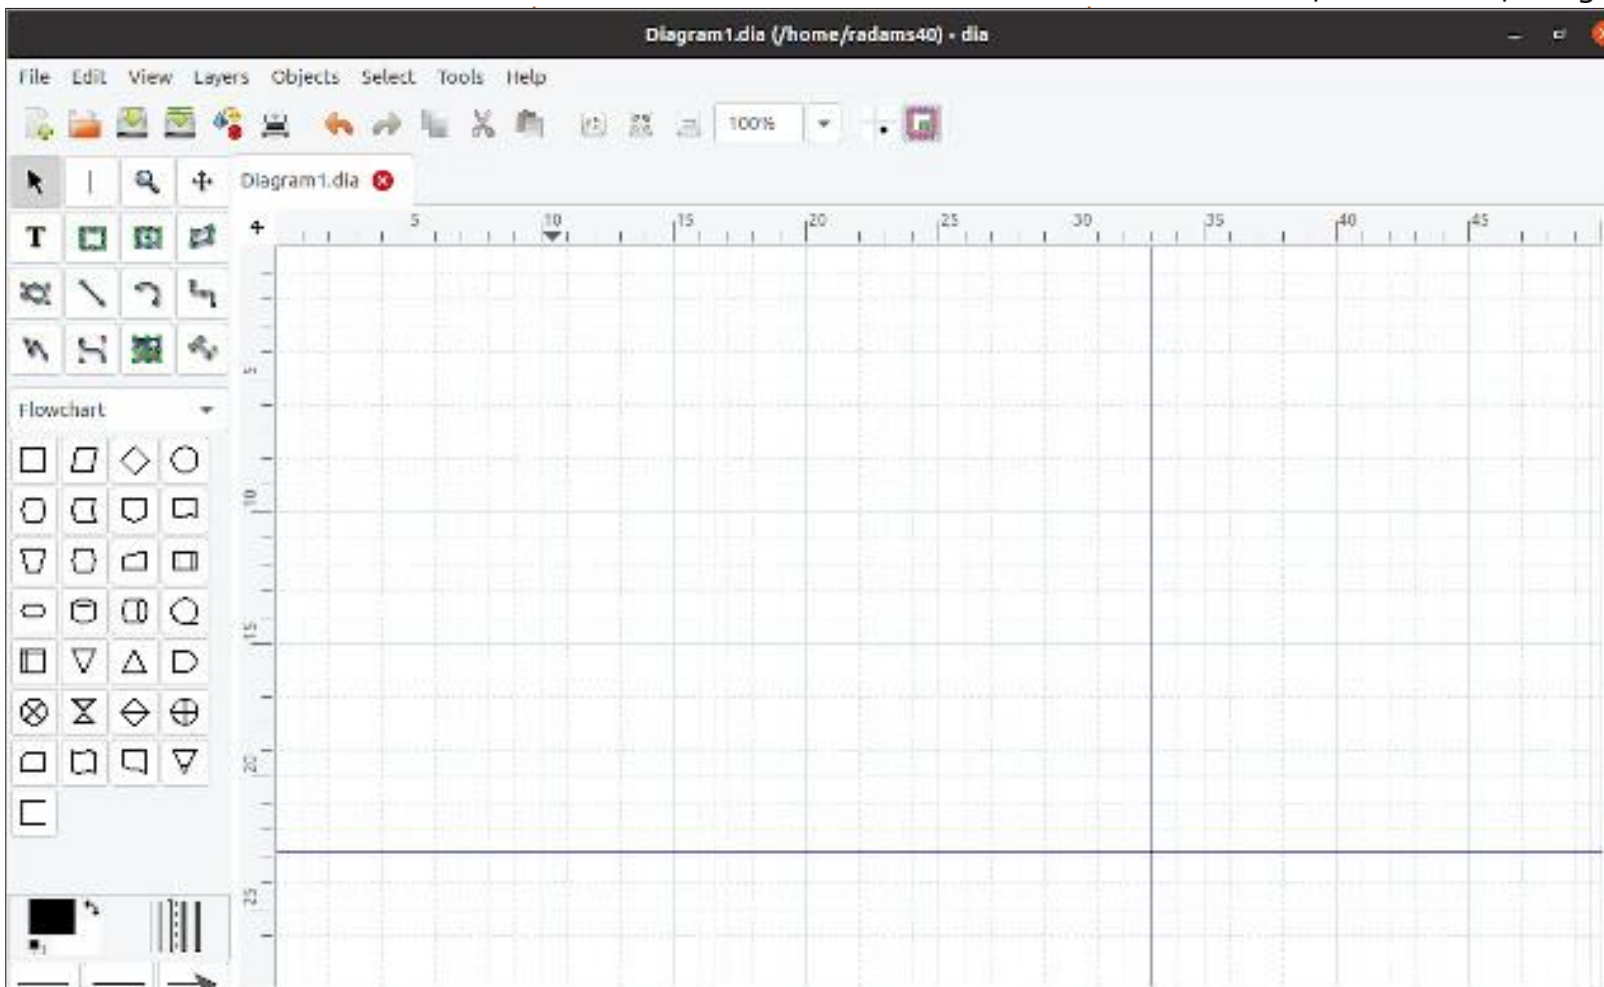 Diagram1.dia (/home/radams40) - dia
File Edit View Layers Objects Select Tools Help
100%
Diagram1.dia
5 10 15 20 25 30 35 40 45
T
5
Flowchart
10
15
20
25